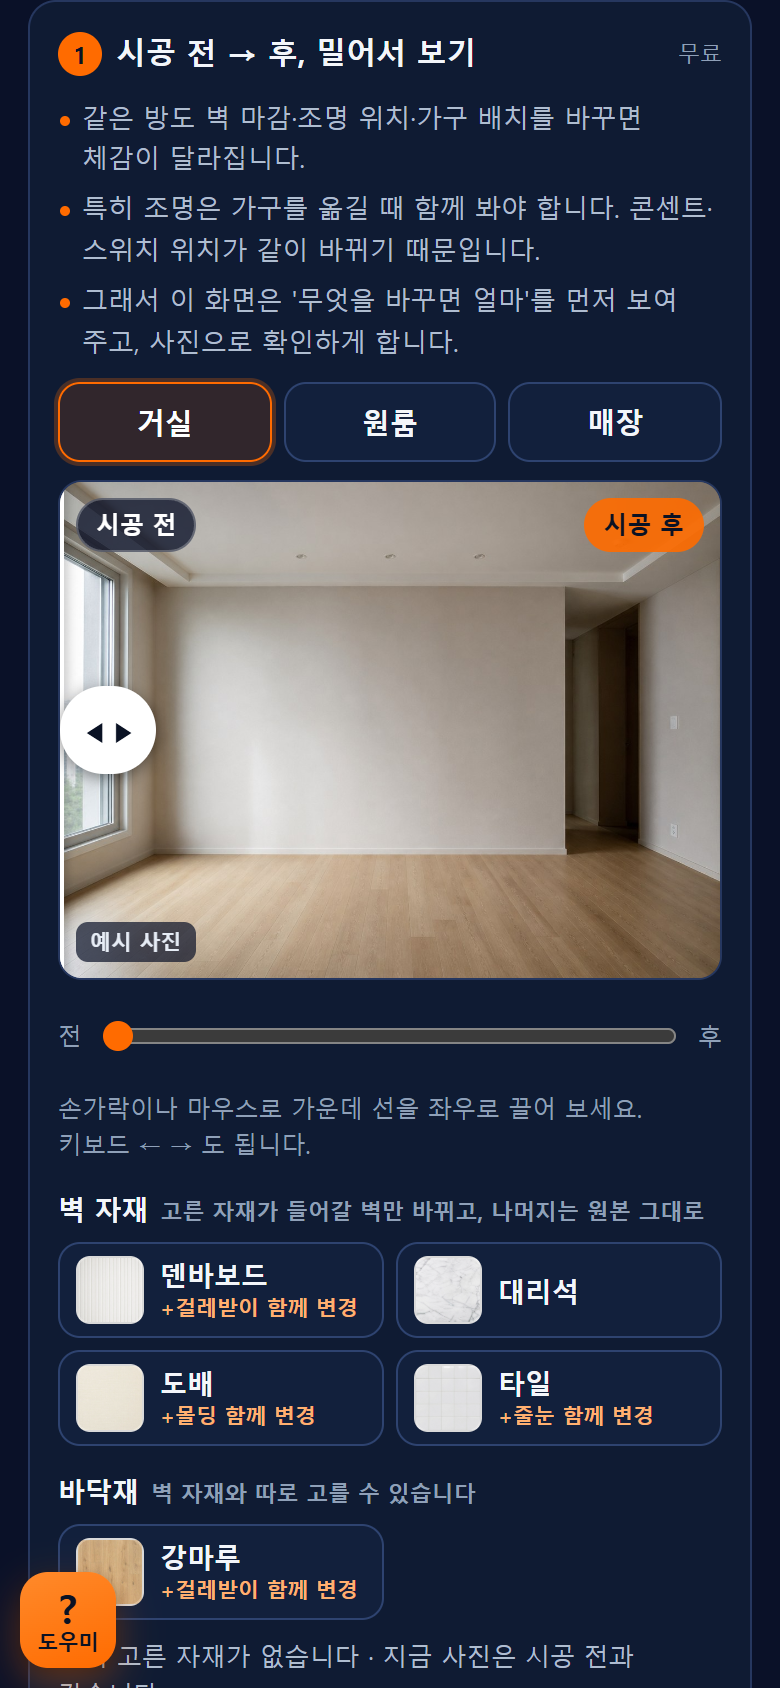 1 시공 전 → 후, 밀어서 보기 무료
같은 방도 벽 마감·조명 위치·가구 배치를 바꾸면
체감이 달라집니다.
특히 조명은 가구를 옮길 때 함께 봐야 합니다. 콘센트·
스위치 위치가 같이 바뀌기 때문입니다.
그래서 이 화면은 '무엇을 바꾸면 얼마'를 먼저 보여
주고, 사진으로 확인하게 합니다.
거실 원룸 매장
시공 전 시공 후
◀ ▶
예시 사진
전 후
손가락이나 마우스로 가운데 선을 좌우로 끌어 보세요.
키보드 ← → 도 됩니다.
벽 자재 고른 자재가 들어갈 벽만 바뀌고, 나머지는 원본 그대로
덴바보드
+걸레받이 함께 변경
대리석
도배
+몰딩 함께 변경
타일
+줄눈 함께 변경
바닥재 벽 자재와 따로 고를 수 있습니다
강마루
+걸레받이 함께 변경
?
도우미
고른 자재가 없습니다 · 지금 사진은 시공 전과